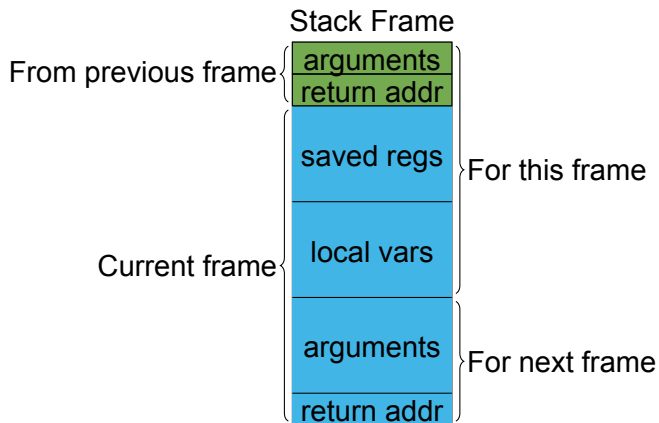 Stack Frame
From previous frame
arguments
return addr
saved regs
For this frame
Current frame
local vars
arguments
For next frame
return addr